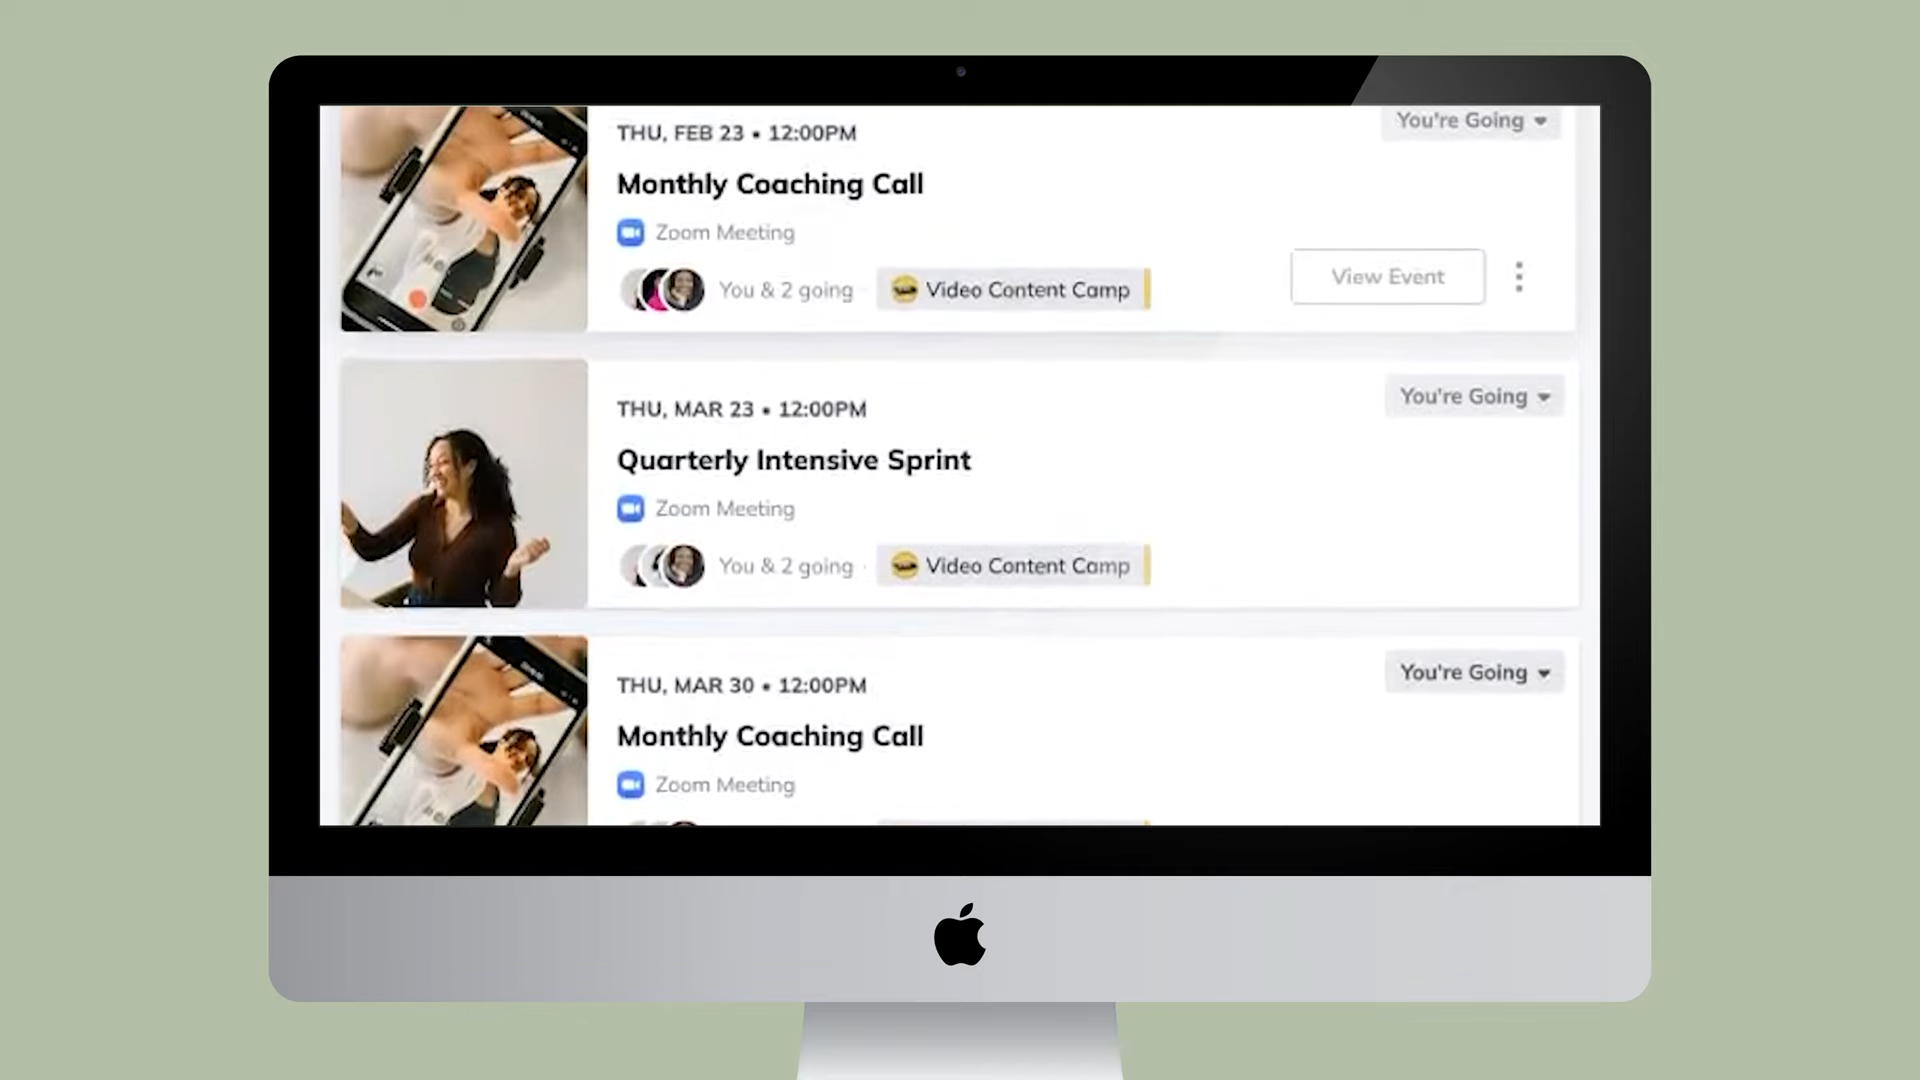 You're Going
THU, FEB 23 • 12:00PM
Monthly Coaching Call
Zoom Meeting
You & 2 going
Video Content Camp
View Event
You're Going
THU, MAR 23 • 12:00PM
Quarterly Intensive Sprint
Zoom Meeting
You & 2 going ·
Video Content Camp
You're Going
THU, MAR 30 • 12:00PM
Monthly Coaching Call
Zoom Meeting